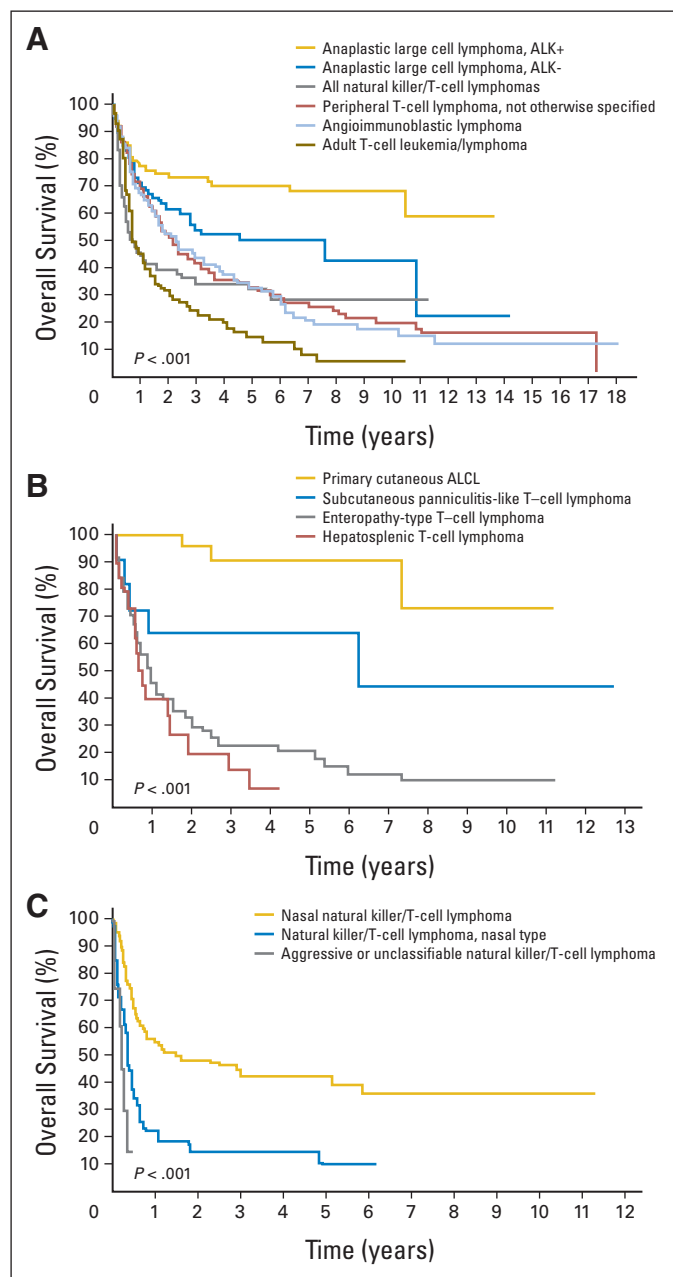 A
Anaplastic large cell lymphoma, ALK+
Anaplastic large cell lymphoma, ALK-
All natural killer/T-cell lymphomas
Peripheral T-cell lymphoma, not otherwise specified
Angioimmunoblastic lymphoma
Adult T-cell leukemia/lymphoma
Overall Survival (%)
100
90
80
70
60
50
40
30
20
10
P < .001
0 1 2 3 4 5 6 7 8 9 10 11 12 13 14 15 16 17 18
Time (years)
B
Primary cutaneous ALCL
Subcutaneous panniculitis-like T–cell lymphoma
Enteropathy-type T–cell lymphoma
Hepatosplenic T-cell lymphoma
Overall Survival (%)
100
90
80
70
60
50
40
30
20
10
P < .001
0 1 2 3 4 5 6 7 8 9 10 11 12 13
Time (years)
C
Nasal natural killer/T-cell lymphoma
Natural killer/T-cell lymphoma, nasal type
Aggressive or unclassifiable natural killer/T-cell lymphoma
Overall Survival (%)
100
90
80
70
60
50
40
30
20
10
P < .001
0 1 2 3 4 5 6 7 8 9 10 11 12
Time (years)